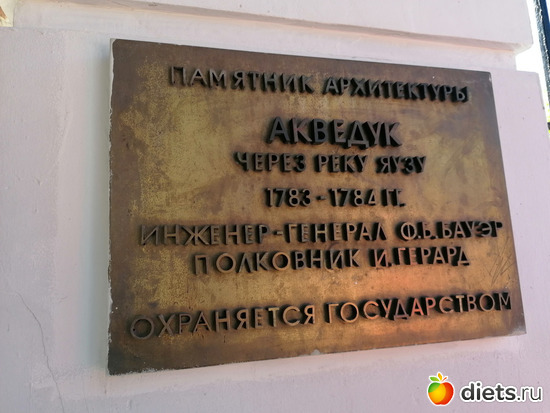 ПАМЯТНИК АРХИТЕКТУРЫ
АКВЕДУК
ЧЕРЕЗ РЕКУ ЯУЗУ
1783-1784 ГГ.
ИНЖЕНЕР-ГЕНЕРАЛ Ф.Б.БАУЭР
ПОЛКОВНИК И.ГЕРАРД
ОХРАНЯЕТСЯ ГОСУДАРСТВОМ
diets.ru